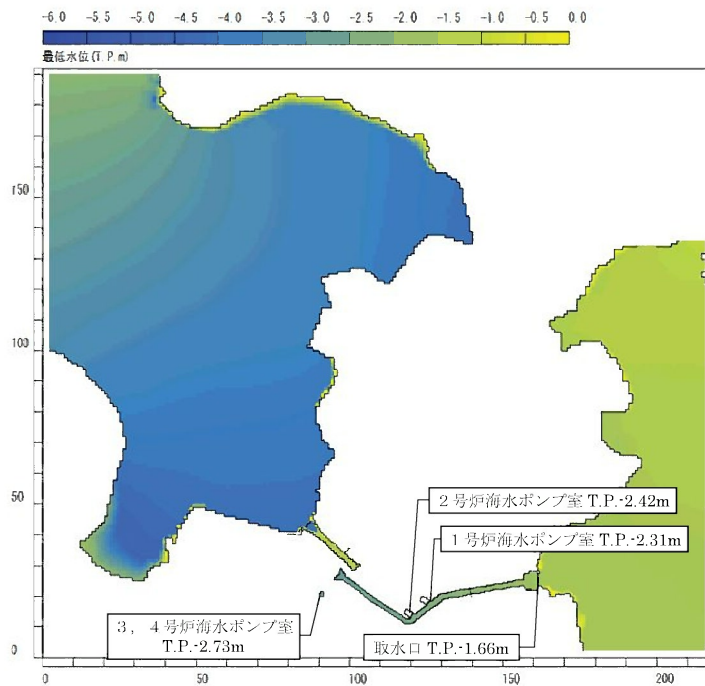 -6.0 -5.5 -5.0 -4.5 -4.0 -3.5 -3.0 -2.5 -2.0 -1.5 -1.0 -0.5 0.0
最低水位(T.P.m)
150
100
50
0
２号炉海水ポンプ室 T.P.-2.42m
１号炉海水ポンプ室 T.P.-2.31m
３，４号炉海水ポンプ室
T.P.-2.73m
取水口 T.P.-1.66m
0 50 100 150 200